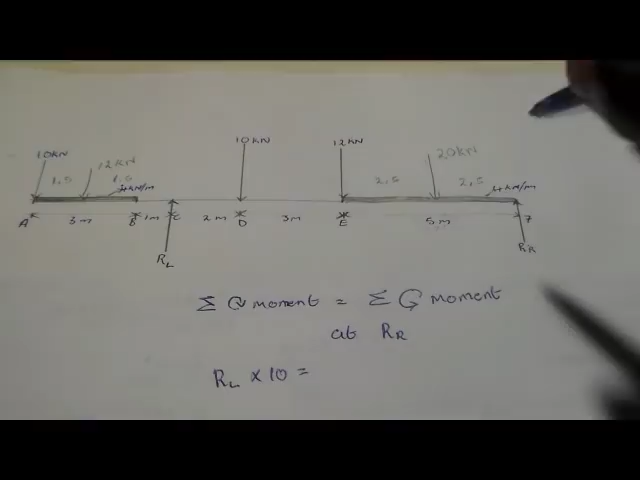 10KN 12KN 10KN 12KN 20KN
1.5 1.5 2.5 2.5
4KN/m 4KN/m
A 3m B 1m C 2m D 3m E 5m F
RL RR
Σ ↻ moment = Σ ↺ moment
at RR
RL × 10 =